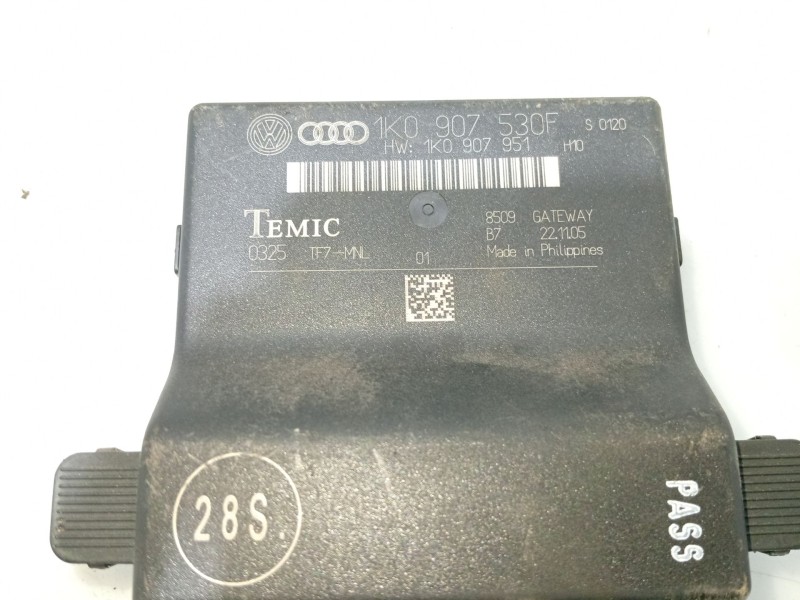 1K0 907 530F S 0120
HW: 1K0 907 951 H10
TEMIC 8509 GATEWAY
B7 22.11.05
0325 TF7--MNL 01 Made in Philippines
28S.
PASS